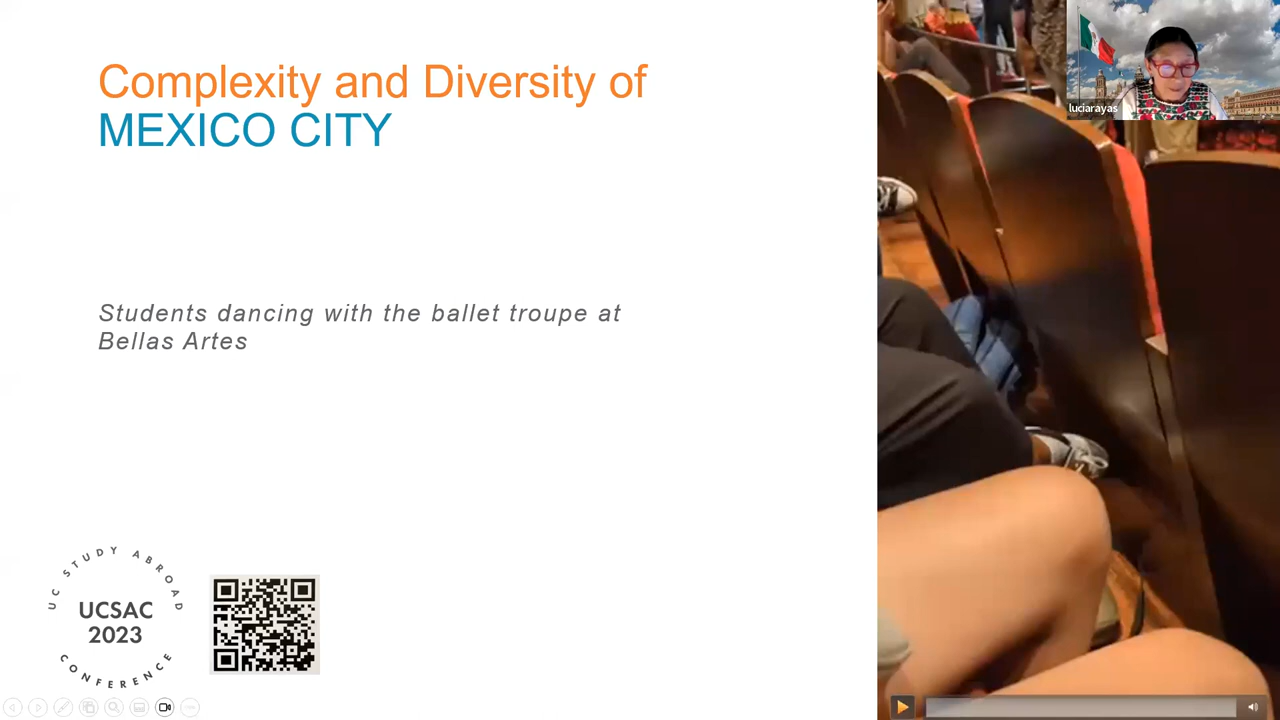 Complexity and Diversity of
MEXICO CITY
luciarayas
Students dancing with the ballet troupe at
Bellas Artes
UC STUDY ABROAD
UCSAC
2023
CONFERENCE